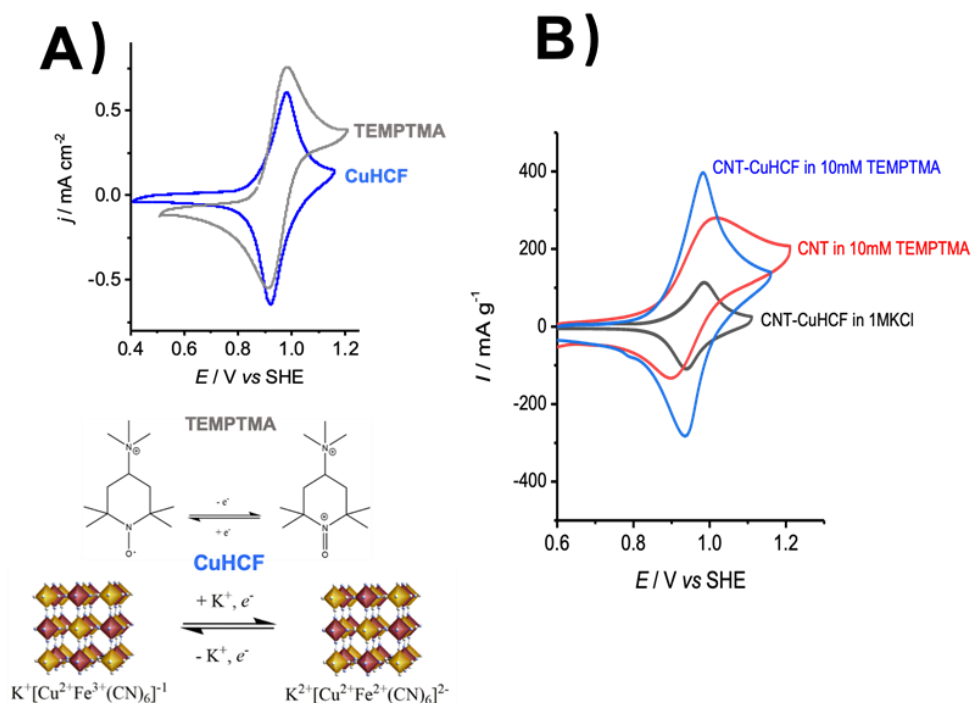 A)
j / mA cm⁻²
0.5
0.0
-0.5
TEMPTMA
CuHCF
0.4 0.6 0.8 1.0 1.2
E / V vs SHE
TEMPTMA
N
⊕
N
O•
- e⁻
+ e⁻
N
⊕
⊕
N
O
CuHCF
+ K⁺, e⁻
- K⁺, e⁻
K⁺[Cu²⁺Fe³⁺(CN)₆]⁻¹
K²⁺[Cu²⁺Fe²⁺(CN)₆]²⁻
B)
I / mA g⁻¹
400
200
0
-200
-400
CNT-CuHCF in 10mM TEMPTMA
CNT in 10mM TEMPTMA
CNT-CuHCF in 1MKCl
0.6 0.8 1.0 1.2
E / V vs SHE